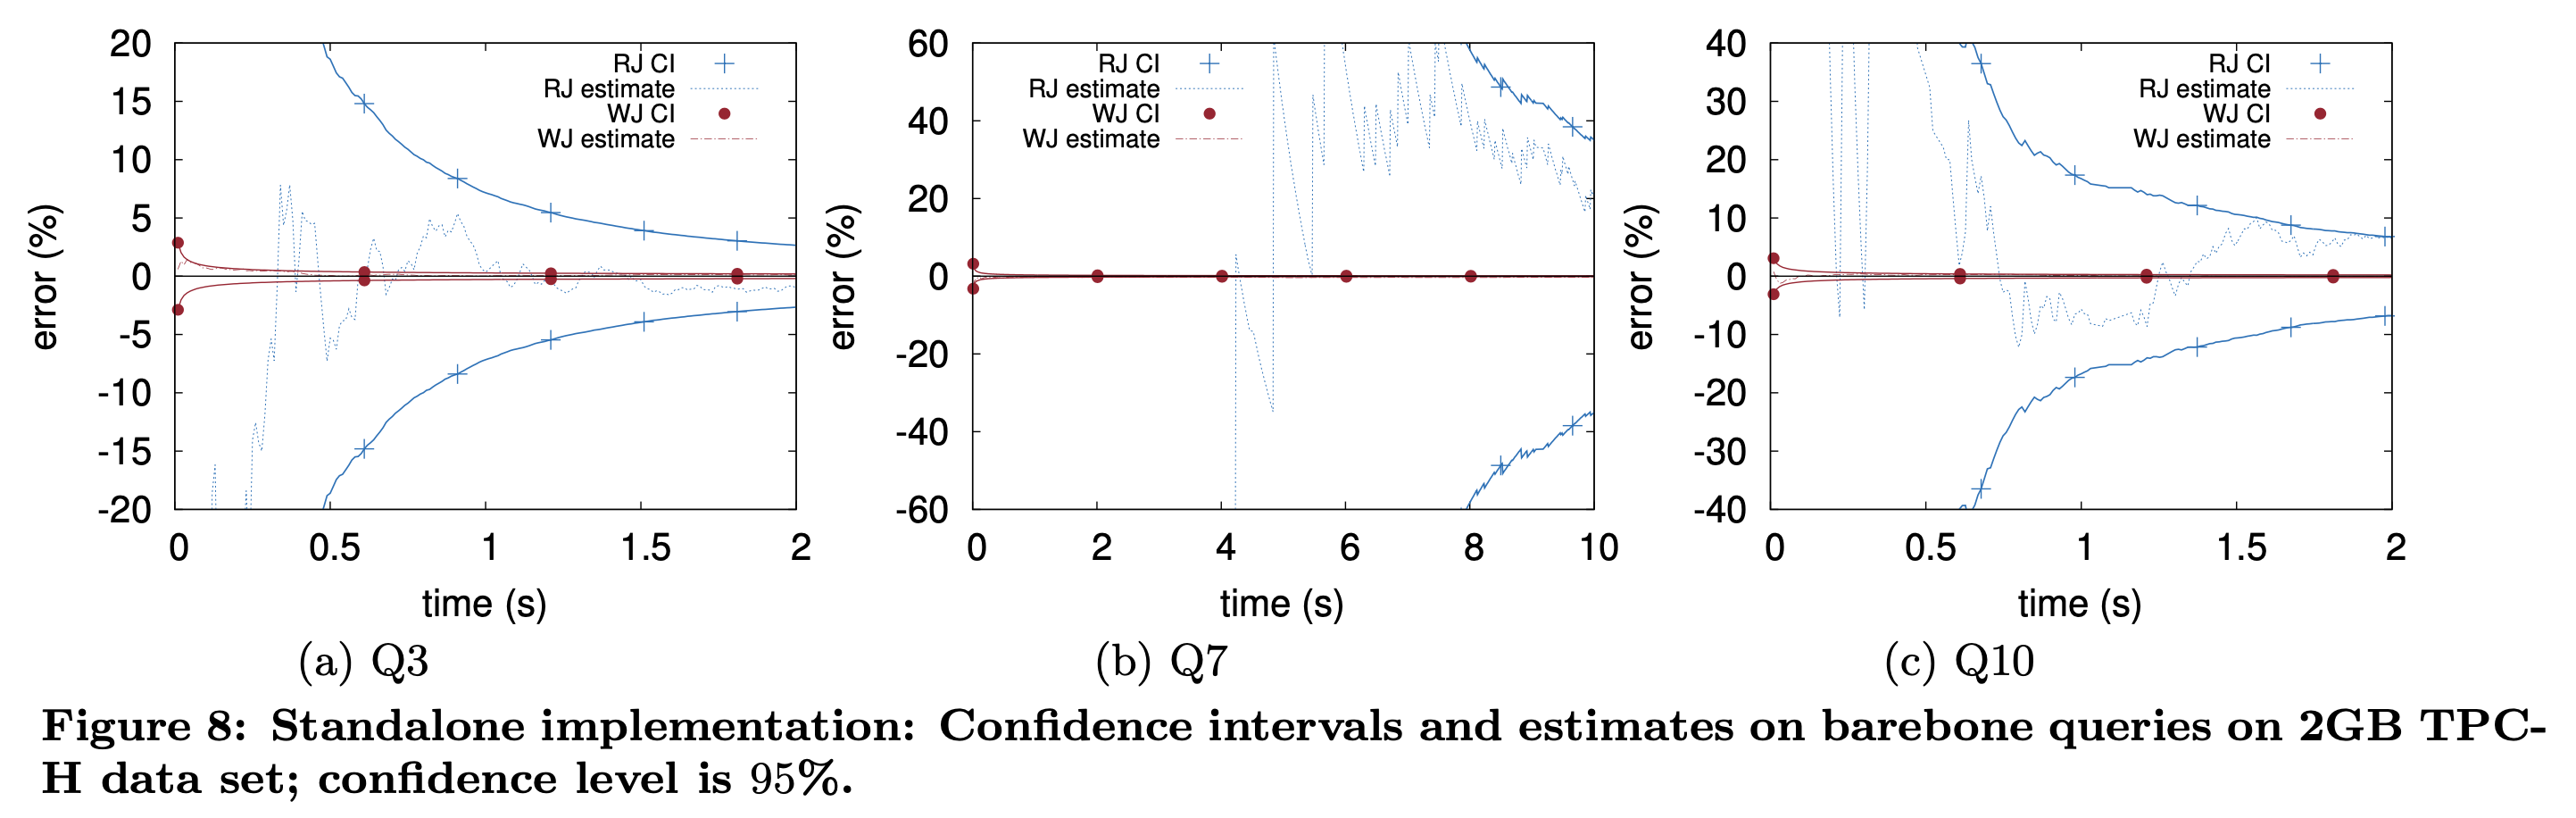 20
15
10
5
0
-5
-10
-15
-20
error (%)
RJ CI
RJ estimate
WJ CI
WJ estimate
0 0.5 1 1.5 2
time (s)
(a) Q3
60
40
20
0
-20
-40
-60
error (%)
RJ CI
RJ estimate
WJ CI
WJ estimate
0 2 4 6 8 10
time (s)
(b) Q7
40
30
20
10
0
-10
-20
-30
-40
error (%)
RJ CI
RJ estimate
WJ CI
WJ estimate
0 0.5 1 1.5 2
time (s)
(c) Q10
Figure 8: Standalone implementation: Confidence intervals and estimates on barebone queries on 2GB TPC-
H data set; confidence level is 95%.